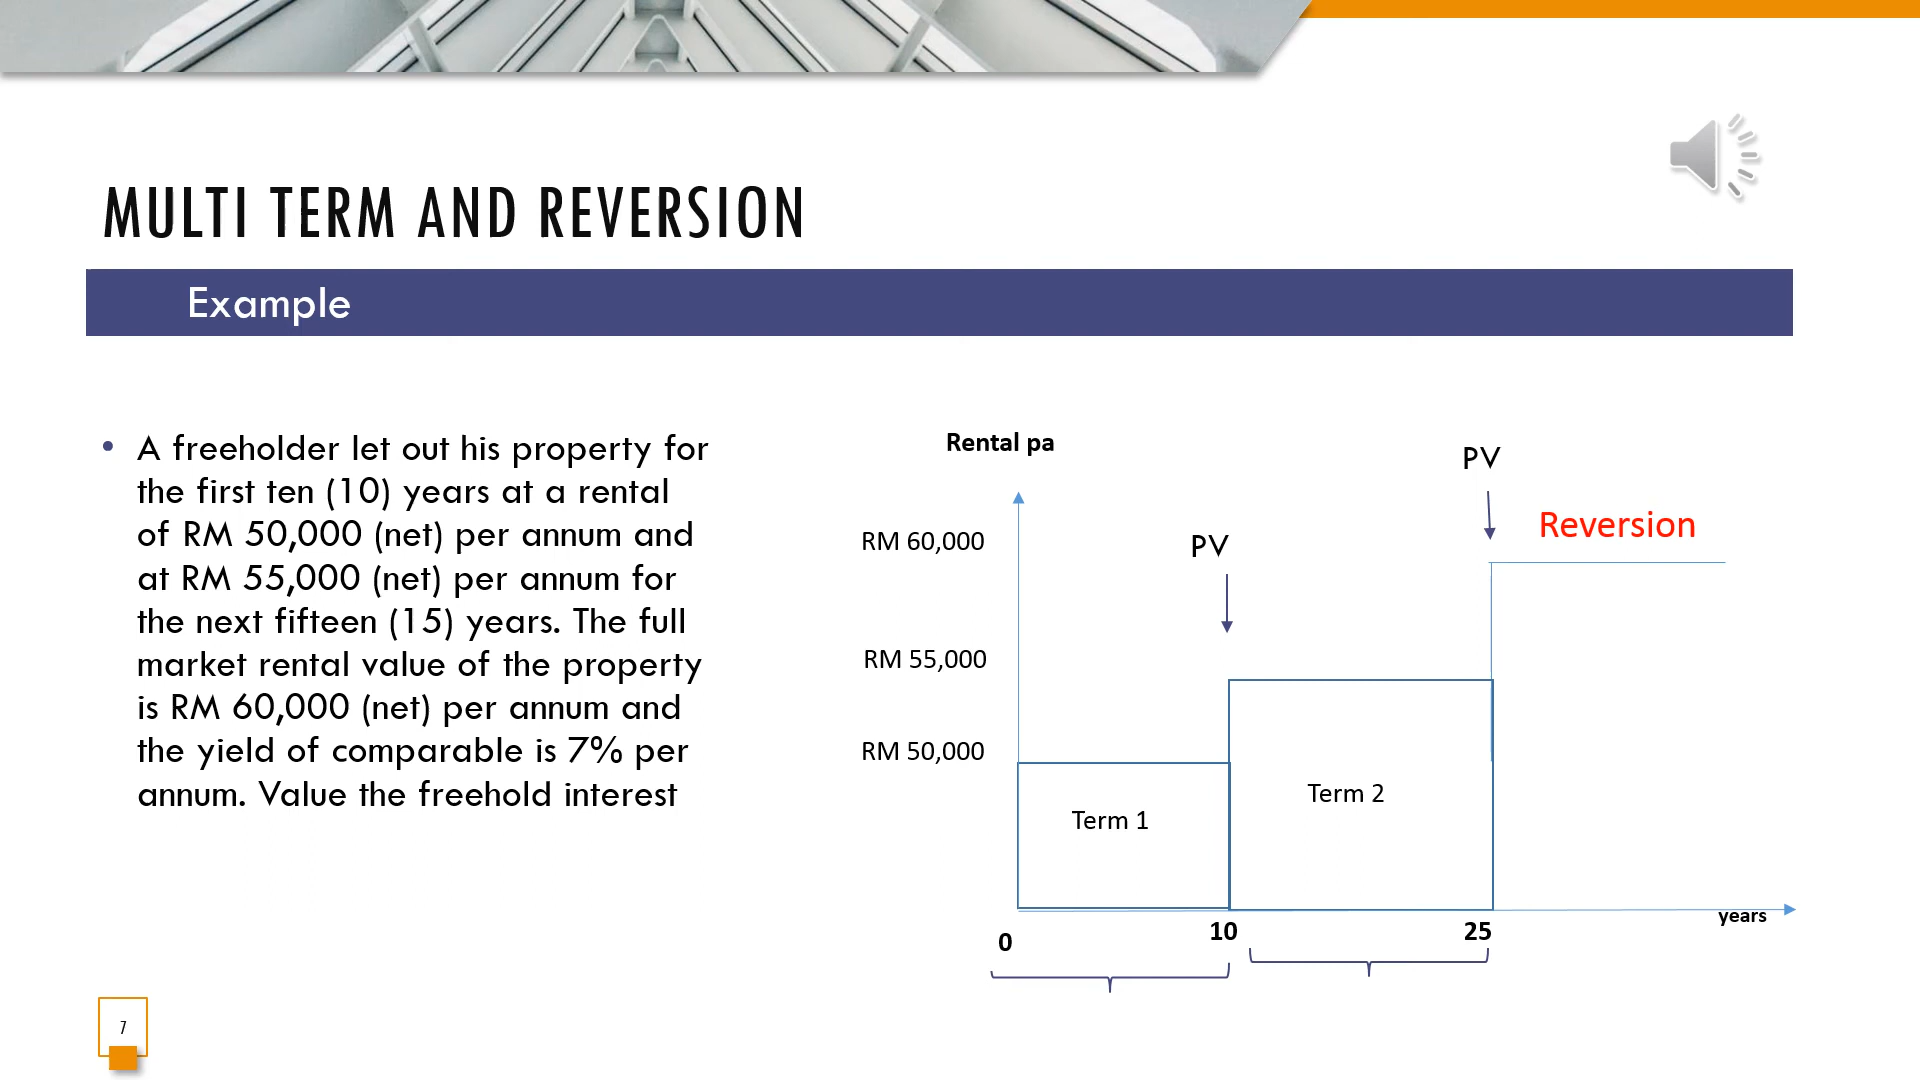 MULTI TERM AND REVERSION
Example
• A freeholder let out his property for
the first ten (10) years at a rental
of RM 50,000 (net) per annum and
at RM 55,000 (net) per annum for
the next fifteen (15) years. The full
market rental value of the property
is RM 60,000 (net) per annum and
the yield of comparable is 7% per
annum. Value the freehold interest
Rental pa
PV
Reversion
RM 60,000
PV
RM 55,000
RM 50,000
Term 2
Term 1
years
0
10
25
7